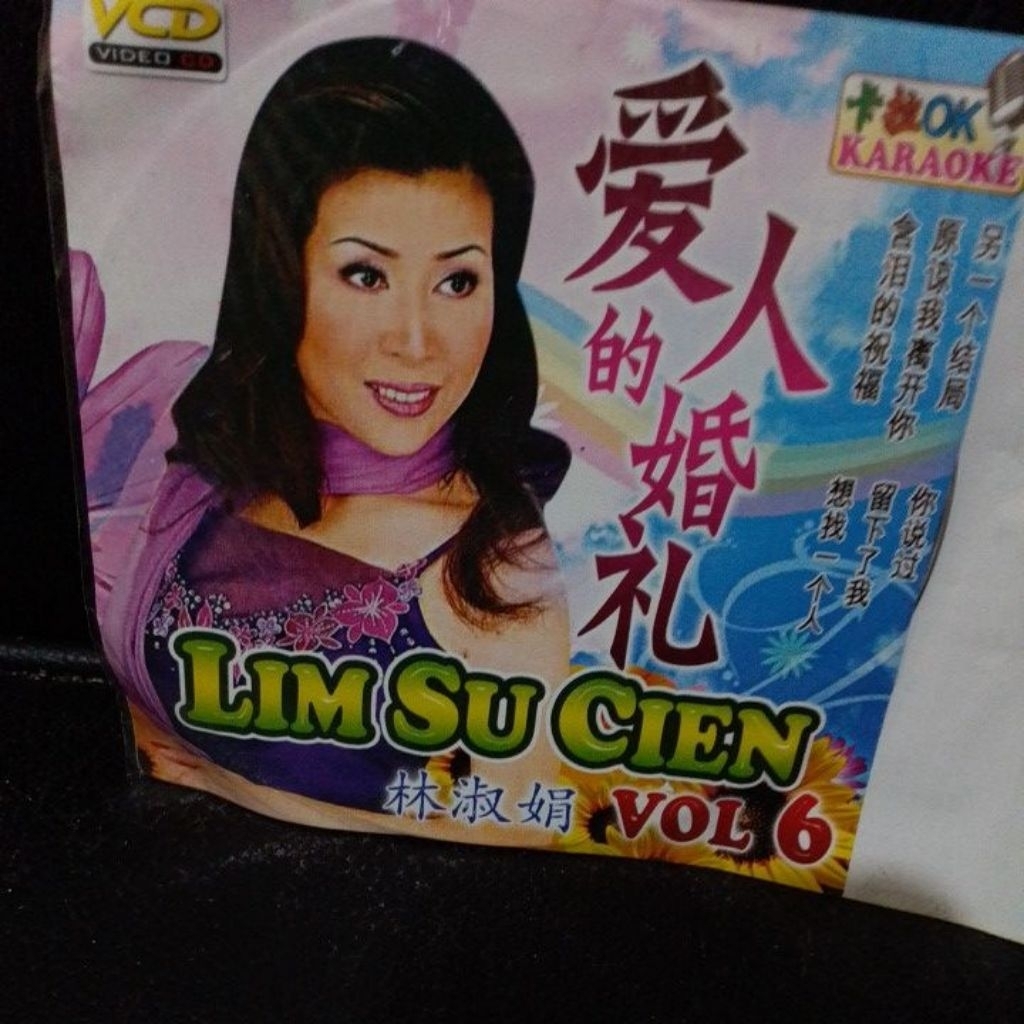 VCD
VIDEO CD
卡拉OK
KARAOKE
爱人的婚礼
另一个结局
原谅我离开你
含泪的祝福
你说过
留下了我
想找一个人
LIM SU CIEN
林淑娟
VOL 6